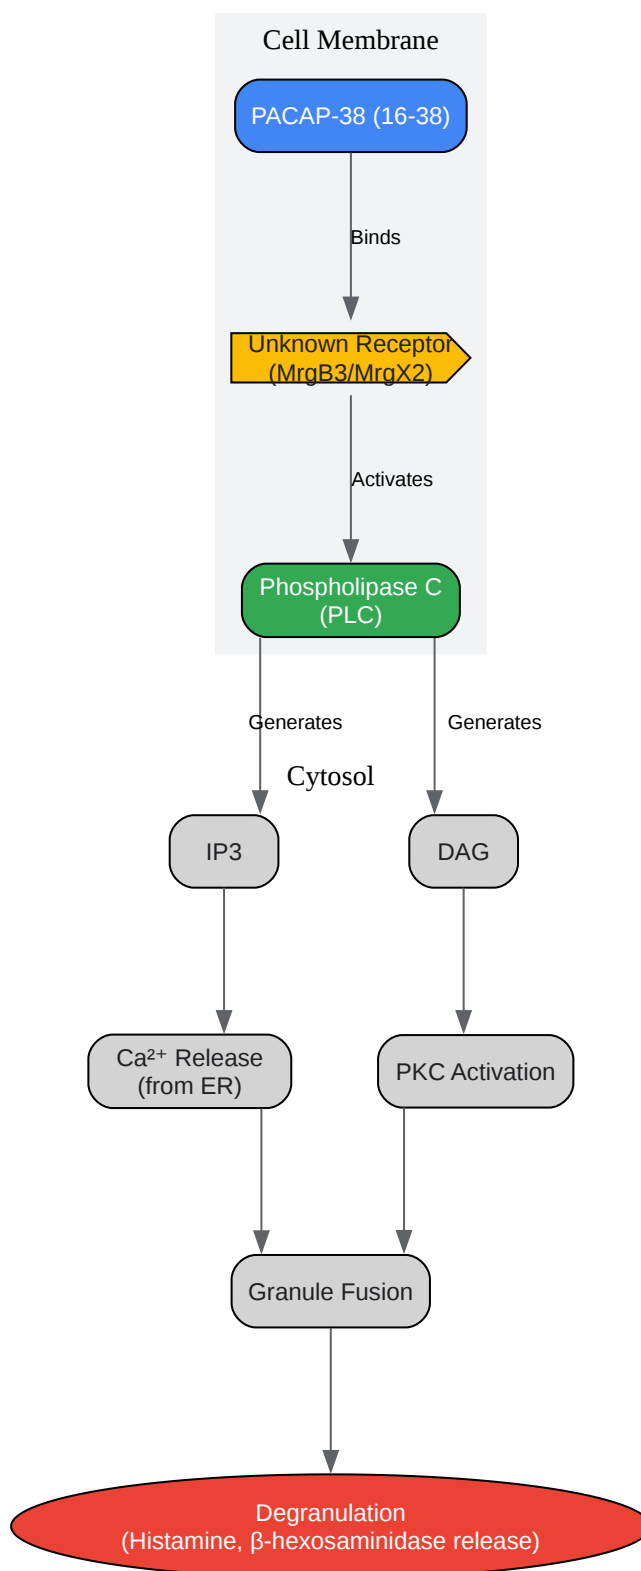 Cell Membrane
PACAP-38 (16-38)
Binds
Unknown Receptor
(MrgB3/MrgX2)
Activates
Phospholipase C
(PLC)
Generates
Generates
Cytosol
IP3
DAG
Ca²⁺ Release
(from ER)
PKC Activation
Granule Fusion
Degranulation
(Histamine, β-hexosaminidase release)